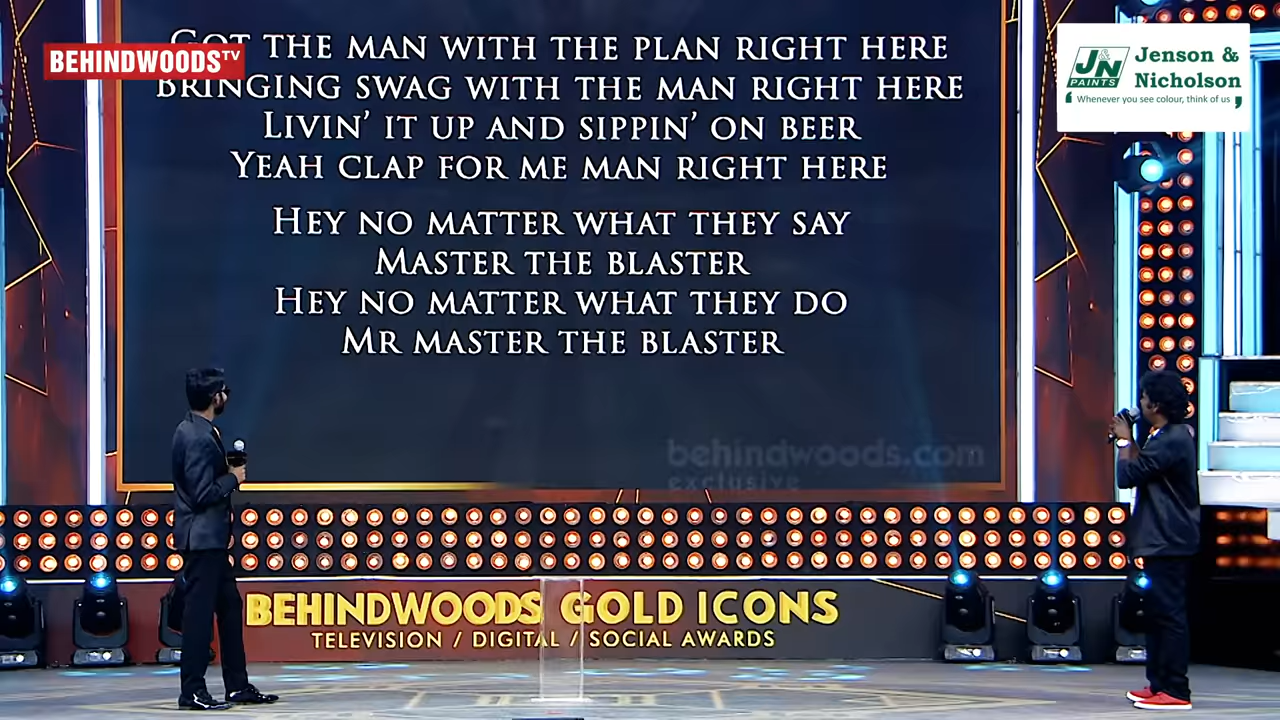 GOT THE MAN WITH THE PLAN RIGHT HERE
BEHINDWOODS TV
BRINGING SWAG WITH THE MAN RIGHT HERE
LIVIN' IT UP AND SIPPIN' ON BEER
YEAH CLAP FOR ME MAN RIGHT HERE
HEY NO MATTER WHAT THEY SAY
MASTER THE BLASTER
HEY NO MATTER WHAT THEY DO
MR MASTER THE BLASTER
J&N
PAINTS
Jenson &
Nicholson
Whenever you see colour, think of us
behindwoods.com
exclusive
BEHINDWOODS GOLD ICONS
TELEVISION / DIGITAL / SOCIAL AWARDS